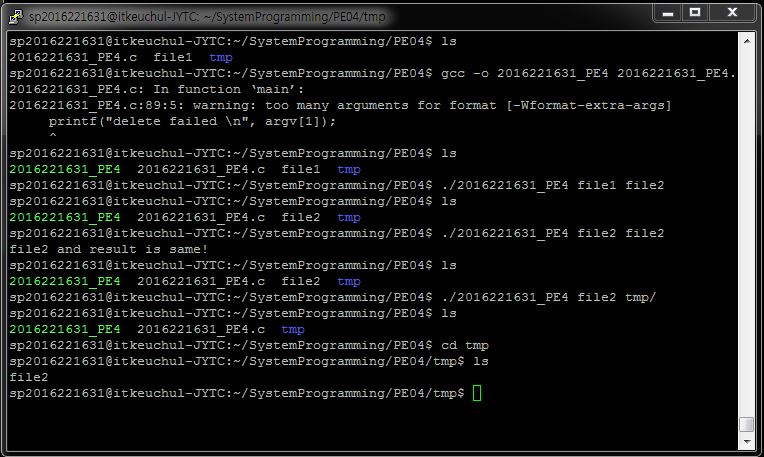 sp2016221631@itkeuchul-JYTC: ~/SystemProgramming/PE04/tmp
sp2016221631@itkeuchul-JYTC:~/SystemProgramming/PE04$ ls
2016221631_PE4.c  file1  tmp
sp2016221631@itkeuchul-JYTC:~/SystemProgramming/PE04$ gcc -o 2016221631_PE4 2016221631_PE4.
2016221631_PE4.c: In function ‘main’:
2016221631_PE4.c:89:5: warning: too many arguments for format [-Wformat-extra-args]
     printf("delete failed \n", argv[1]);
     ^
sp2016221631@itkeuchul-JYTC:~/SystemProgramming/PE04$ ls
2016221631_PE4  2016221631_PE4.c  file1  tmp
sp2016221631@itkeuchul-JYTC:~/SystemProgramming/PE04$ ./2016221631_PE4 file1 file2
sp2016221631@itkeuchul-JYTC:~/SystemProgramming/PE04$ ls
2016221631_PE4  2016221631_PE4.c  file2  tmp
sp2016221631@itkeuchul-JYTC:~/SystemProgramming/PE04$ ./2016221631_PE4 file2 file2
file2 and result is same!
sp2016221631@itkeuchul-JYTC:~/SystemProgramming/PE04$ ls
2016221631_PE4  2016221631_PE4.c  file2  tmp
sp2016221631@itkeuchul-JYTC:~/SystemProgramming/PE04$ ./2016221631_PE4 file2 tmp/
sp2016221631@itkeuchul-JYTC:~/SystemProgramming/PE04$ ls
2016221631_PE4  2016221631_PE4.c  tmp
sp2016221631@itkeuchul-JYTC:~/SystemProgramming/PE04$ cd tmp
sp2016221631@itkeuchul-JYTC:~/SystemProgramming/PE04/tmp$ ls
file2
sp2016221631@itkeuchul-JYTC:~/SystemProgramming/PE04/tmp$